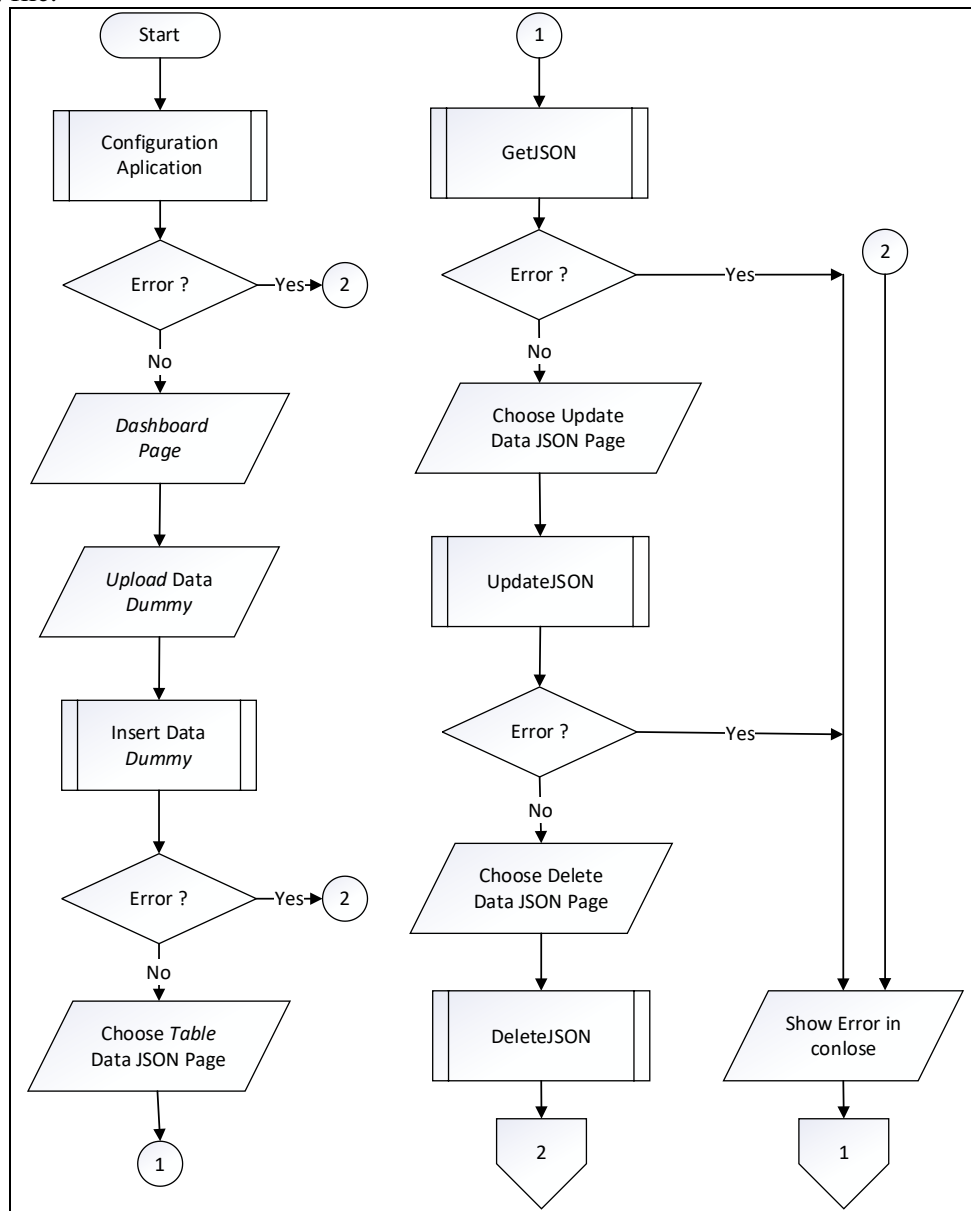 Start
Configuration
Aplication
Error ?
Yes
2
No
Dashboard
Page
Upload Data
Dummy
Insert Data
Dummy
Error ?
Yes
2
No
Choose Table
Data JSON Page
1
1
GetJSON
Error ?
Yes
No
Choose Update
Data JSON Page
UpdateJSON
Error ?
Yes
No
Choose Delete
Data JSON Page
DeleteJSON
2
2
Show Error in
conlose
1